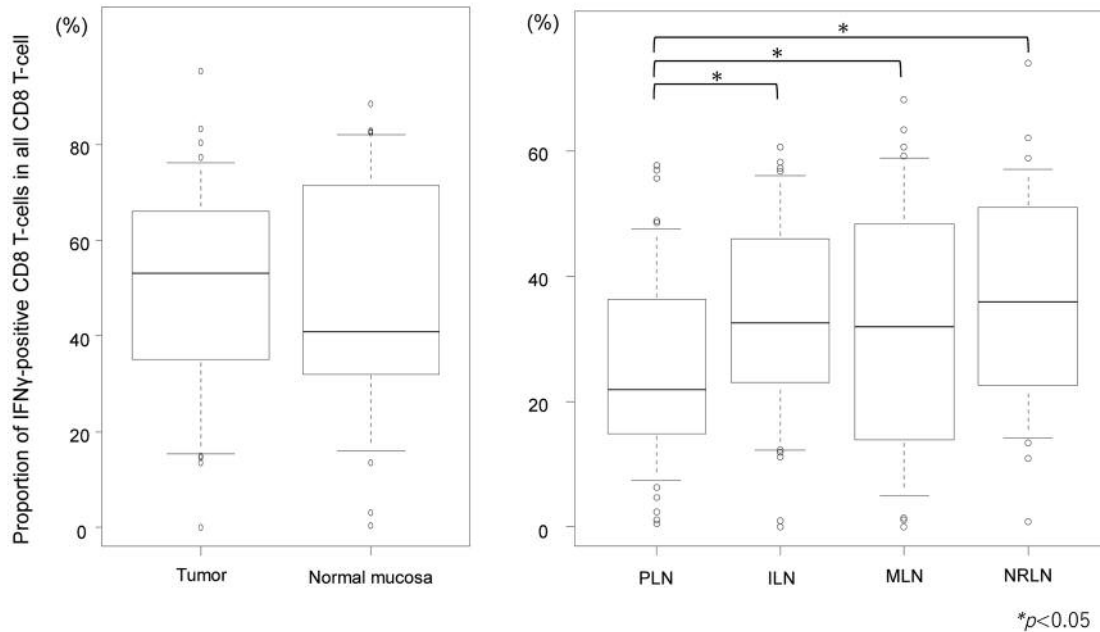 Proportion of IFNγ-positive CD8 T-cells in all CD8 T-cell
(%)
80
60
40
20
0
Tumor
Normal mucosa
(%)
*
*
*
60
40
20
0
PLN
ILN
MLN
NRLN
*p<0.05